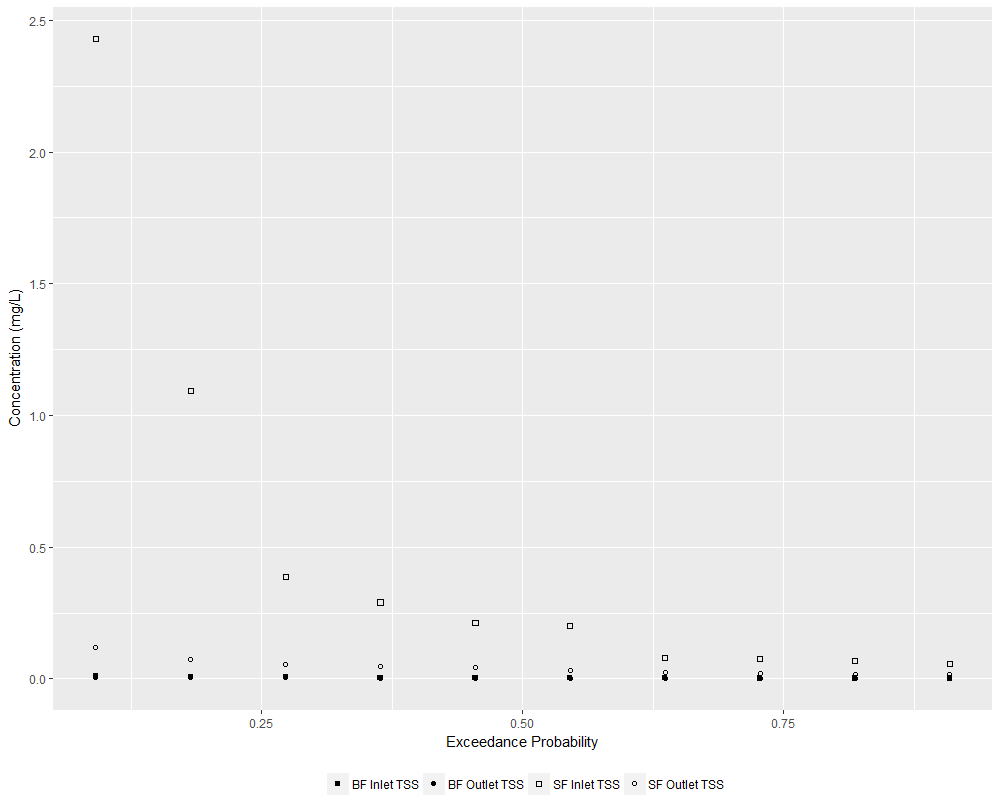 2.5
2.0
1.5
1.0
0.5
0.0
Concentration (mg/L)
0.25 0.50 0.75
Exceedance Probability
BF Inlet TSS BF Outlet TSS SF Inlet TSS SF Outlet TSS